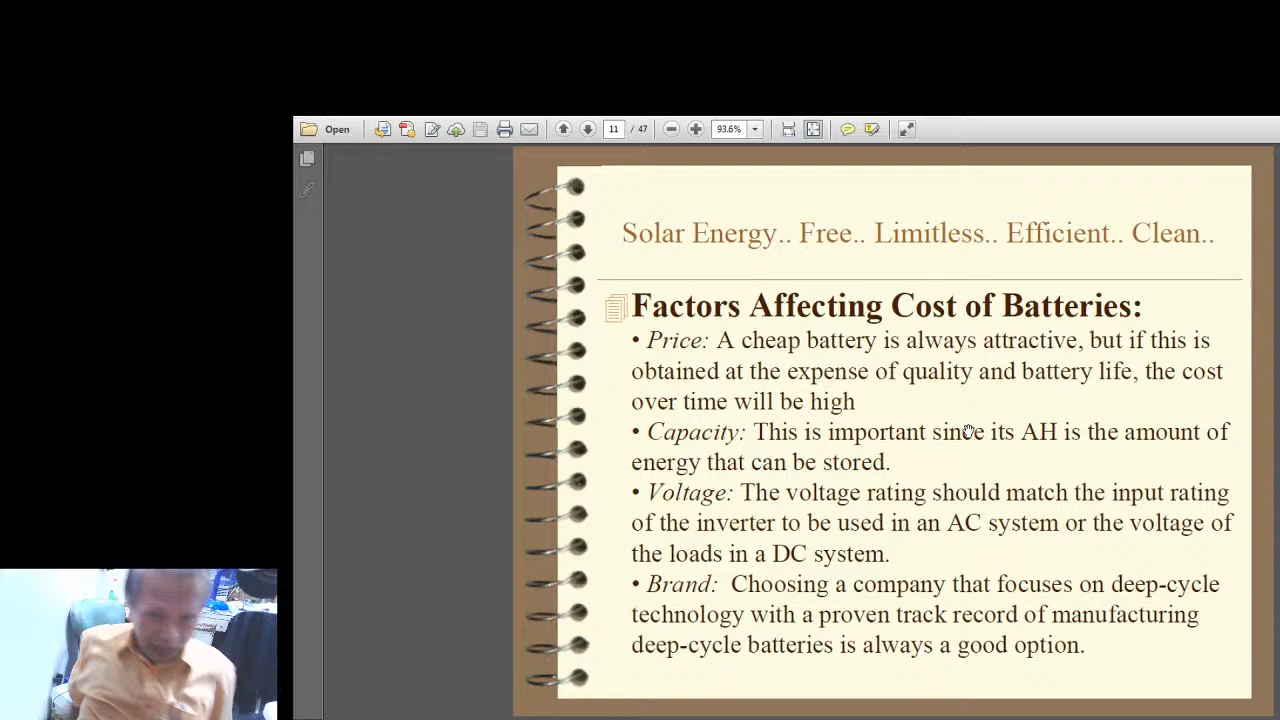 Open
11 / 47
93.6%
Solar Energy.. Free.. Limitless.. Efficient.. Clean..
Factors Affecting Cost of Batteries:
• Price: A cheap battery is always attractive, but if this is
obtained at the expense of quality and battery life, the cost
over time will be high
• Capacity: This is important since its AH is the amount of
energy that can be stored.
• Voltage: The voltage rating should match the input rating
of the inverter to be used in an AC system or the voltage of
the loads in a DC system.
• Brand: Choosing a company that focuses on deep-cycle
technology with a proven track record of manufacturing
deep-cycle batteries is always a good option.